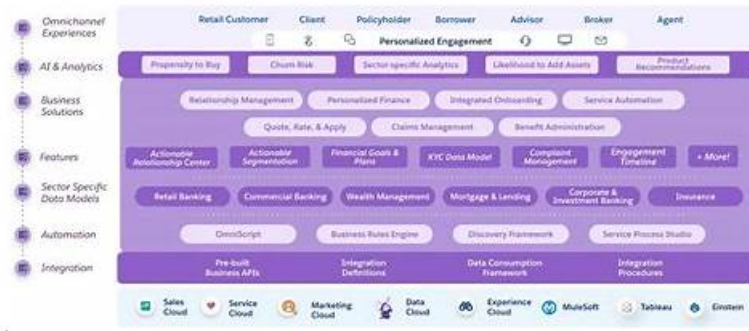 Omnichannel
Experiences
Retail Customer Client Policyholder Borrower Advisor Broker Agent
Personalized Engagement
AI & Analytics
Propensity to Buy Churn Risk Sector specific Analytics Likelihood to Add Assets Product
Recommendations
Business
Solutions
Relationship Management Personalized Finance Integrated Onboarding Service Automation
Quote, Rate, & Apply Claims Management Benefit Administration
Features
Actionable
Relationship Center
Actionable
Segmentation
Financial Goals &
Plans
KYC Data Model
Complaint
Management
Engagement
Timeline
+ More!
Sector Specific
Data Models
Retail Banking Commercial Banking Wealth Management Mortgage & Lending Corporate &
Investment Banking
Insurance
Automation
OmniScript Business Rules Engine Discovery Framework Service Process Studio
Integration
Pre-built
Business APIs
Integration
Definitions
Data Consumption
Framework
Integration
Procedures
Sales
Cloud
Service
Cloud
Marketing
Cloud
Data
Cloud
Experience
Cloud
MuleSoft
Tableau
Einstein